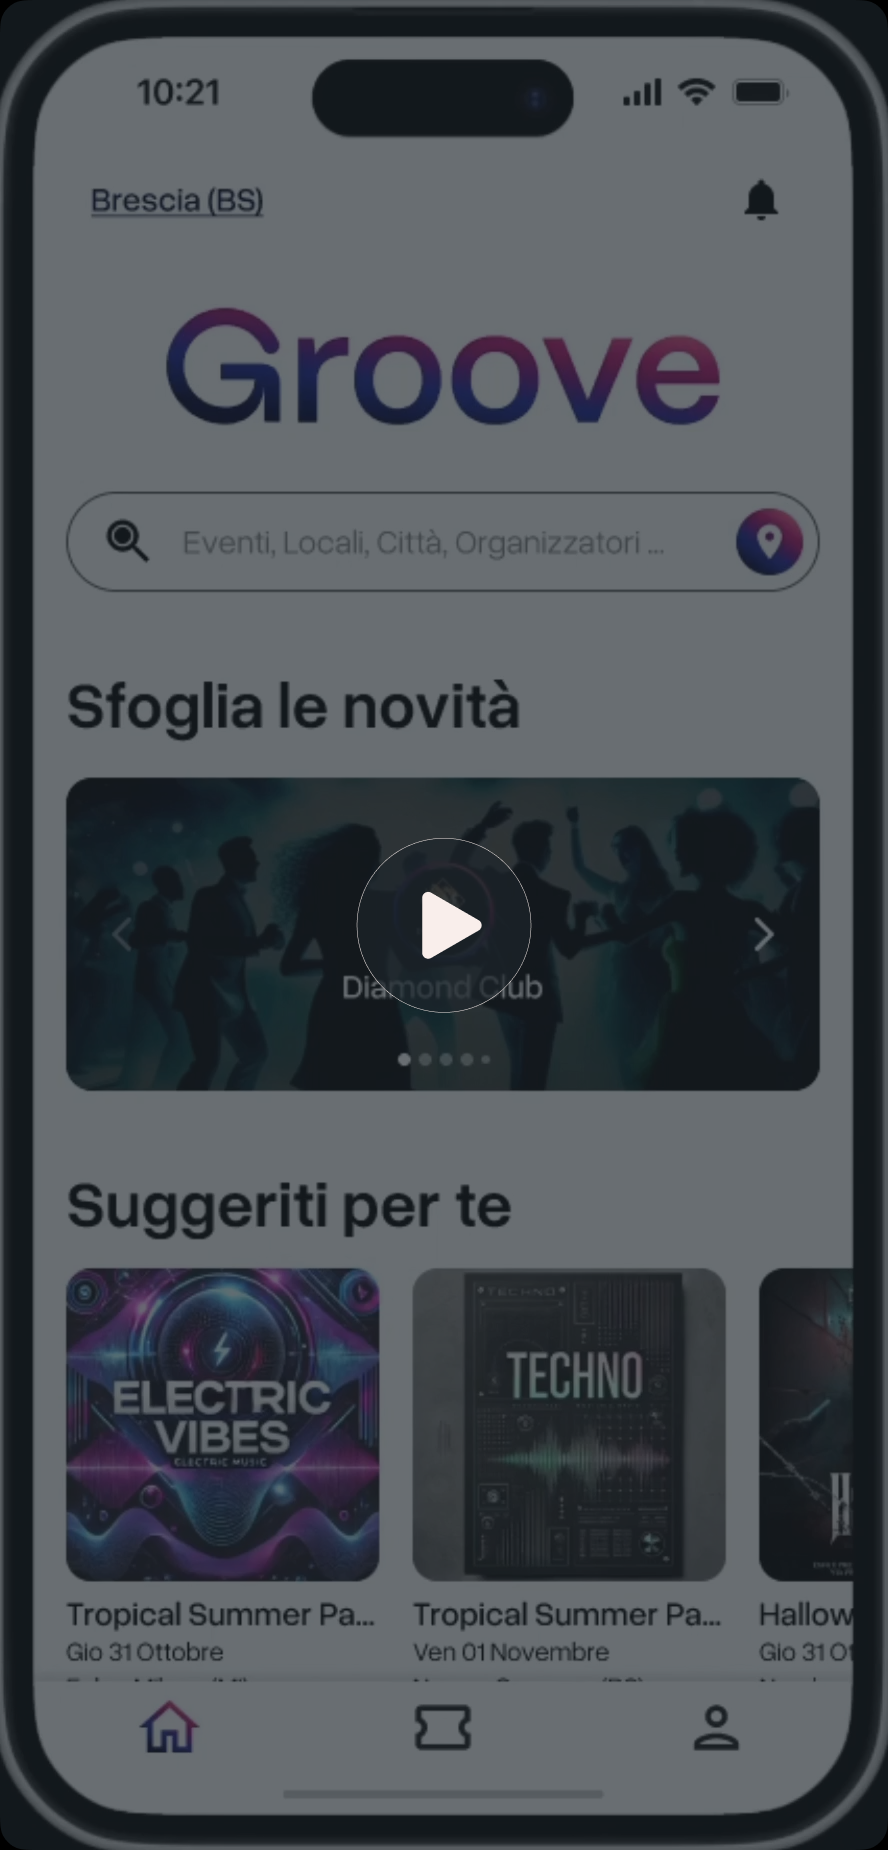 10:21
Brescia (BS)
Groove
Eventi, Locali, Città, Organizzatori ...
Sfoglia le novità
Diamond Club
Suggeriti per te
ELECTRIC
VIBES
ELECTRIC MUSIC
TECHNO
TECHNO
Tropical Summer Pa...
Tropical Summer Pa...
Hallow
Gio 31 Ottobre
Ven 01 Novembre
Gio 31 Ot